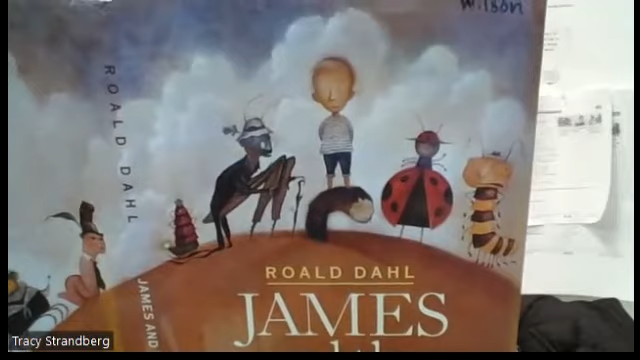 Wilson
ROALD DAHL
JAMES AND
ROALD DAHL
JAMES
Tracy Strandberg